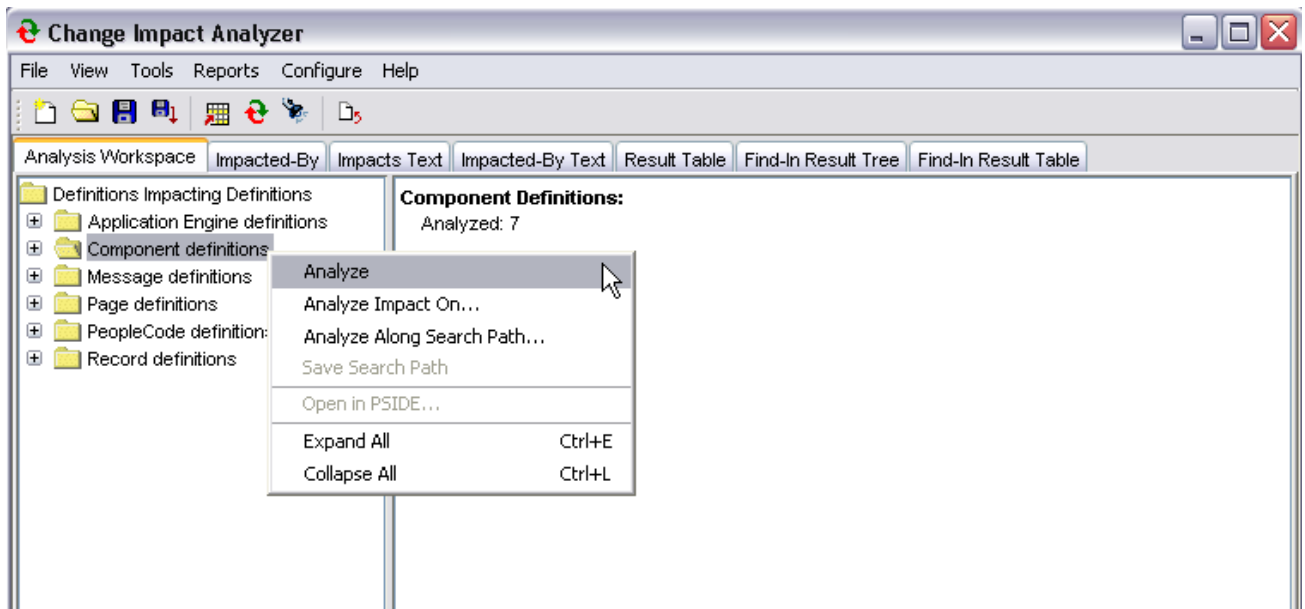 Change Impact Analyzer
File View Tools Reports Configure Help
Analysis Workspace Impacted-By Impacts Text Impacted-By Text Result Table Find-In Result Tree Find-In Result Table
Definitions Impacting Definitions
Application Engine definitions
Component definitions
Message definitions
Page definitions
PeopleCode definition
Record definitions
Component Definitions:
Analyzed: 7
Analyze
Analyze Impact On...
Analyze Along Search Path...
Save Search Path
Open in PSIDE...
Expand All Ctrl+E
Collapse All Ctrl+L